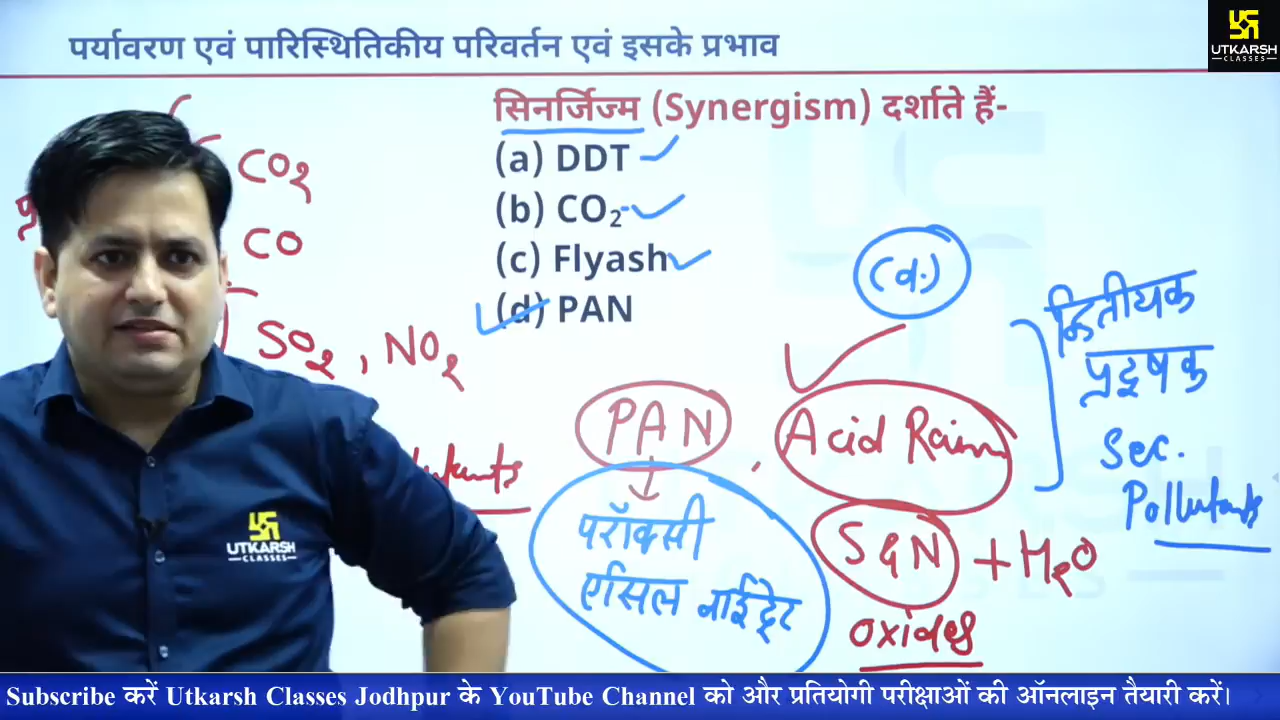 पर्यावरण एवं पारिस्थितिकीय परिवर्तन एवं इसके प्रभाव
UTKARSH
CLASSES
सिनर्जिज्म (Synergism) दर्शाते हैं-
(a) DDT
(b) CO₂
(c) Flyash
(d) PAN
CO₂
CO
SO₂, NO₂
(d.)
PAN, Acid Rain
द्वितीयक
प्रदूषक
Sec.
Pollutants
परॉक्सी
एसिल नाईट्रेट
S & N + H₂O
oxides
UTKARSH
CLASSES
Subscribe करें Utkarsh Classes Jodhpur के YouTube Channel को और प्रतियोगी परीक्षाओं की ऑनलाइन तैयारी करें।